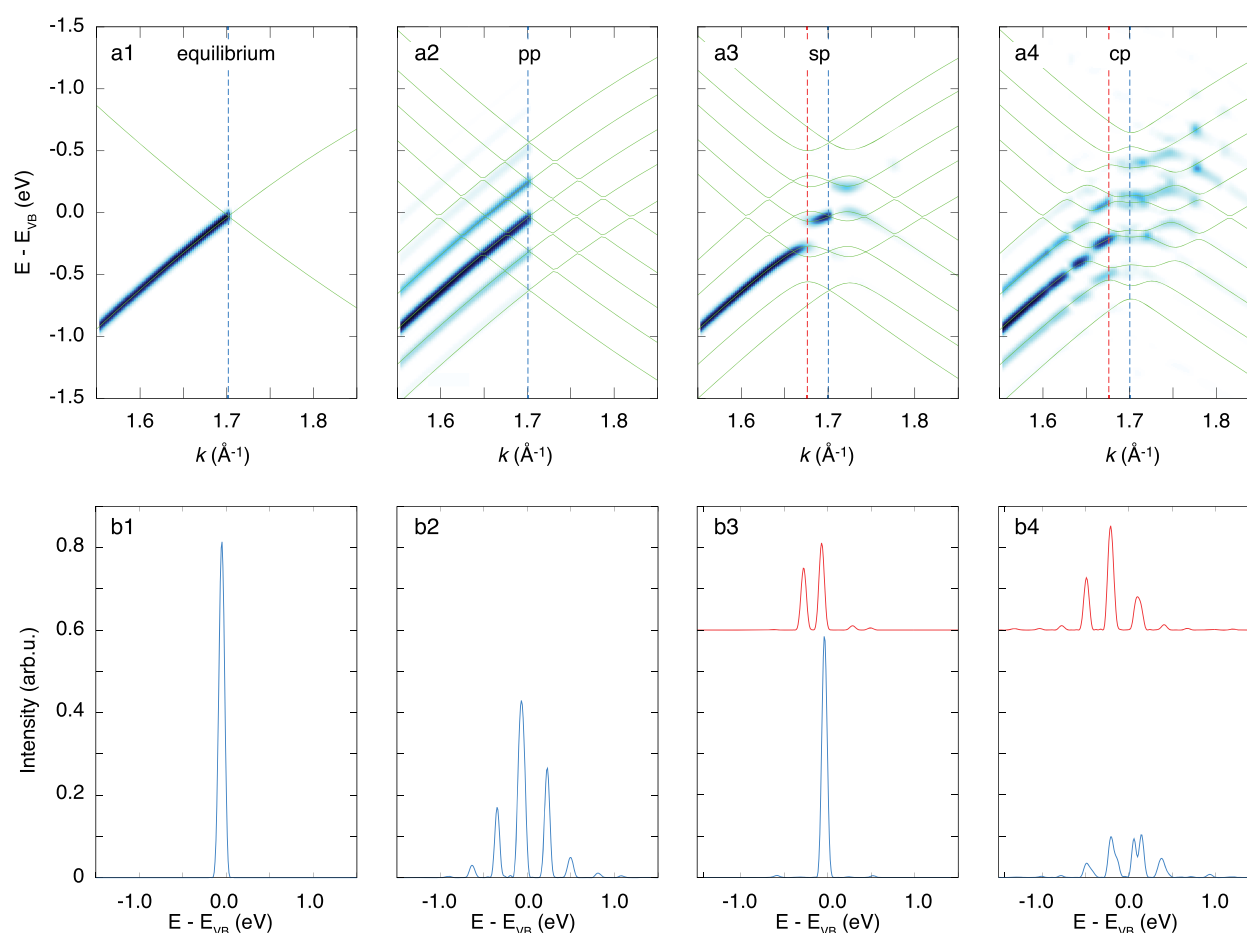 a1 equilibrium
a2 pp
a3 sp
a4 cp
E - E_VB (eV)
-1.5
-1.0
-0.5
0.0
-0.5
-1.0
-1.5
1.6 1.7 1.8
1.6 1.7 1.8
1.6 1.7 1.8
1.6 1.7 1.8
k (Å-1)
k (Å-1)
k (Å-1)
k (Å-1)
b1
b2
b3
b4
Intensity (arb.u.)
0.8
0.6
0.4
0.2
0
-1.0 0.0 1.0
-1.0 0.0 1.0
-1.0 0.0 1.0
-1.0 0.0 1.0
E - E_VB (eV)
E - E_VB (eV)
E - E_VB (eV)
E - E_VB (eV)